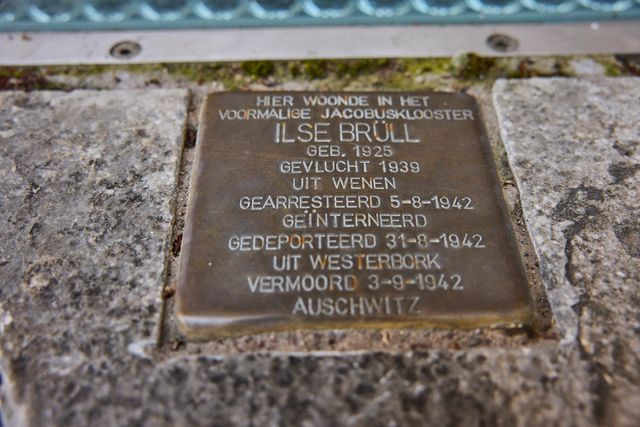 HIER WOONDE IN HET
VOORMALIGE JACOBUSKLOOSTER
ILSE BRÜLL
GEB. 1925
GEVLUCHT 1939
UIT WENEN
GEARRESTEERD 5-8-1942
GEÏNTERNEERD
GEDEPORTEERD 31-8-1942
UIT WESTERBORK
VERMOORD 3-9-1942
AUSCHWITZ